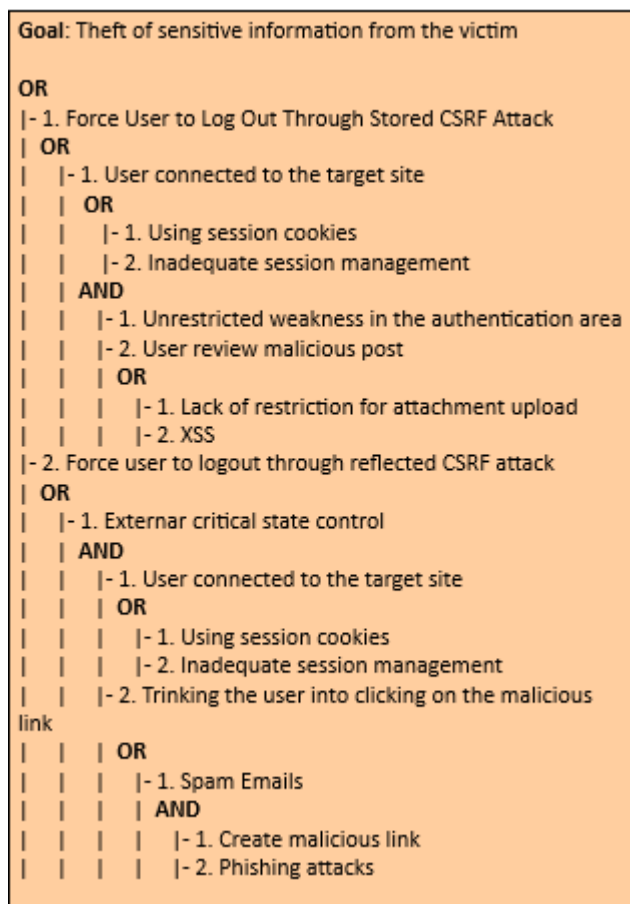 Goal: Theft of sensitive information from the victim
OR
|- 1. Force User to Log Out Through Stored CSRF Attack
| OR
| |- 1. User connected to the target site
| | OR
| | |- 1. Using session cookies
| | |- 2. Inadequate session management
| | AND
| | |- 1. Unrestricted weakness in the authentication area
| | |- 2. User review malicious post
| | | OR
| | | |- 1. Lack of restriction for attachment upload
| | | |- 2. XSS
|- 2. Force user to logout through reflected CSRF attack
| OR
| |- 1. Externar critical state control
| | AND
| | |- 1. User connected to the target site
| | | OR
| | | |- 1. Using session cookies
| | | |- 2. Inadequate session management
| | |- 2. Trinking the user into clicking on the malicious
link
| | | OR
| | | |- 1. Spam Emails
| | | | AND
| | | | |- 1. Create malicious link
| | | | |- 2. Phishing attacks